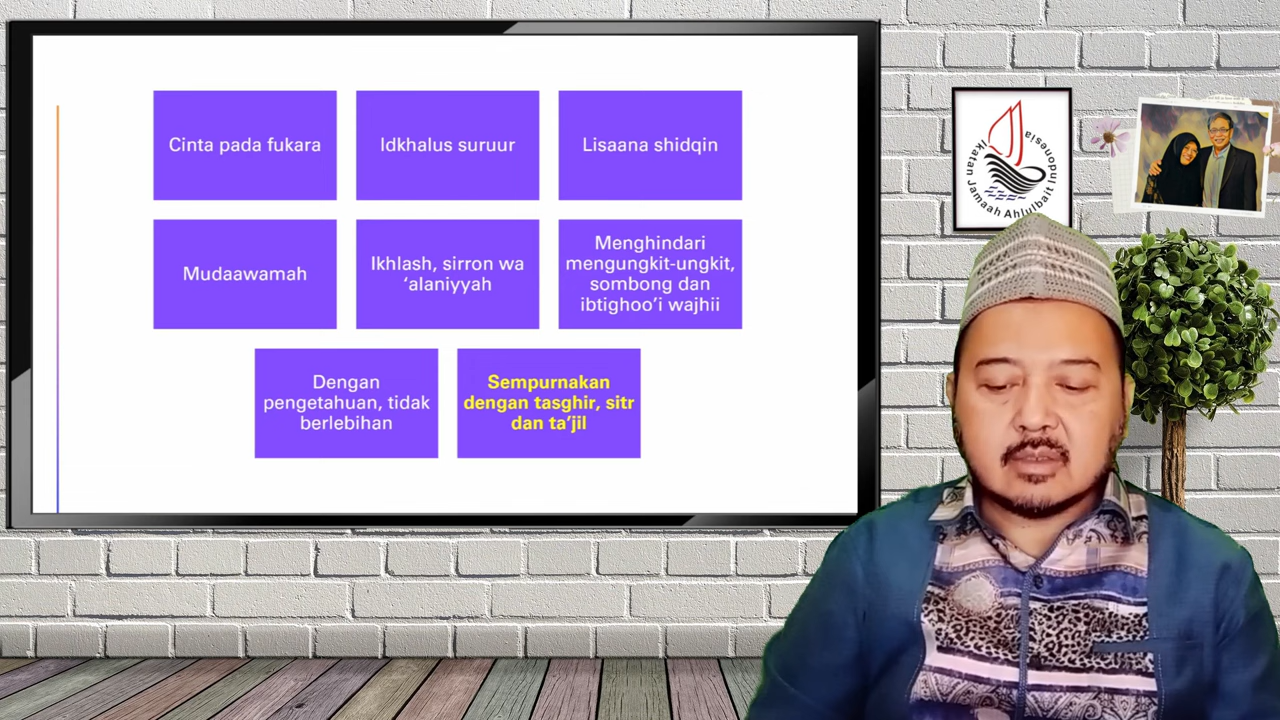 Cinta pada fukara
Idkhalus suruur
Lisaana shidqin
Mudaawamah
Ikhlash, sirron wa
‘alaniyyah
Menghindari
mengungkit-ungkit,
sombong dan
ibtighoo’i wajhii
Dengan
pengetahuan, tidak
berlebihan
Sempurnakan
dengan tasghir, sitr
dan ta’jil
Ikatan Jamaah Ahlulbait Indonesia